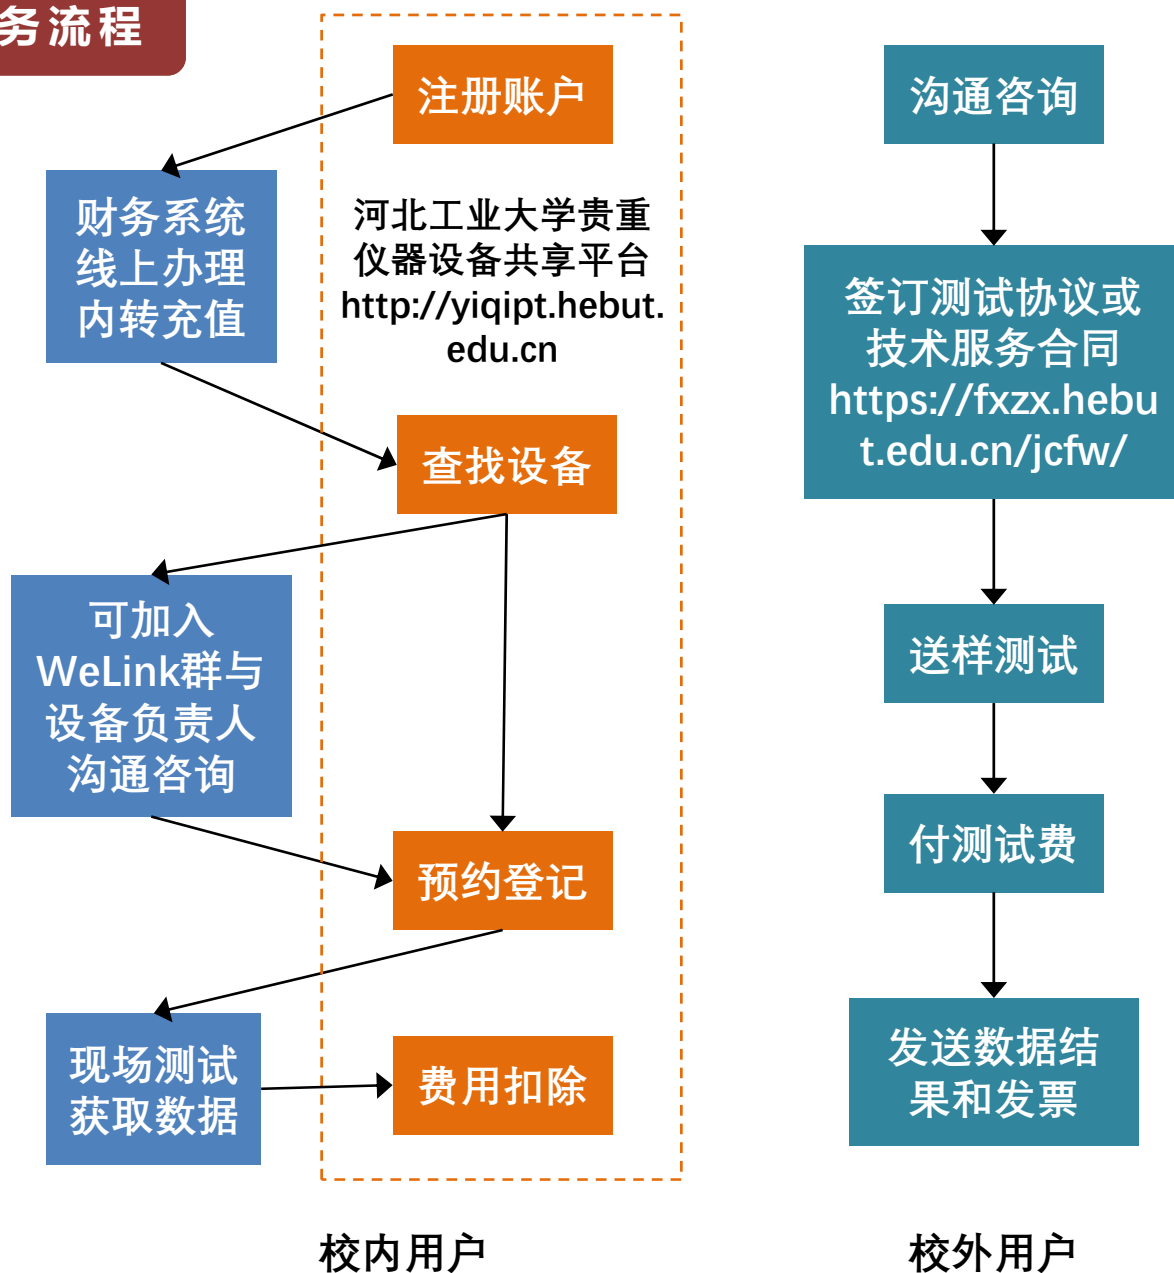 务流程
注册账户
财务系统
线上办理
内转充值
河北工业大学贵重
仪器设备共享平台
http://yiqipt.hebut.
edu.cn
查找设备
可加入
WeLink群与
设备负责人
沟通咨询
预约登记
现场测试
获取数据
费用扣除
校内用户
沟通咨询
签订测试协议或
技术服务合同
https://fxzx.hebu
t.edu.cn/jcfw/
送样测试
付测试费
发送数据结
果和发票
校外用户